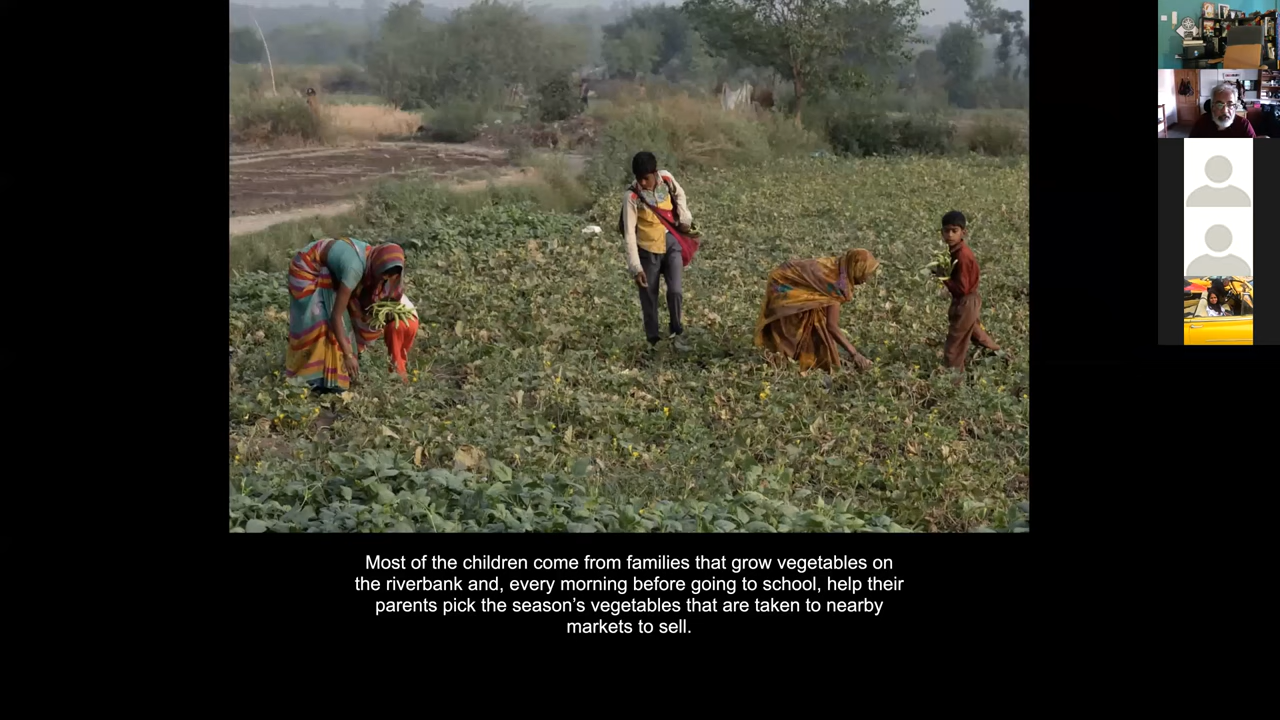 Most of the children come from families that grow vegetables on
the riverbank and, every morning before going to school, help their
parents pick the season’s vegetables that are taken to nearby
markets to sell.